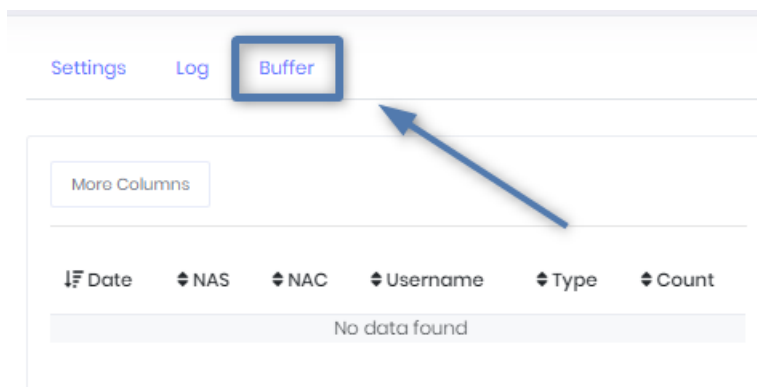 Settings Log Buffer
More Columns
Date NAS NAC Username Type Count
No data found